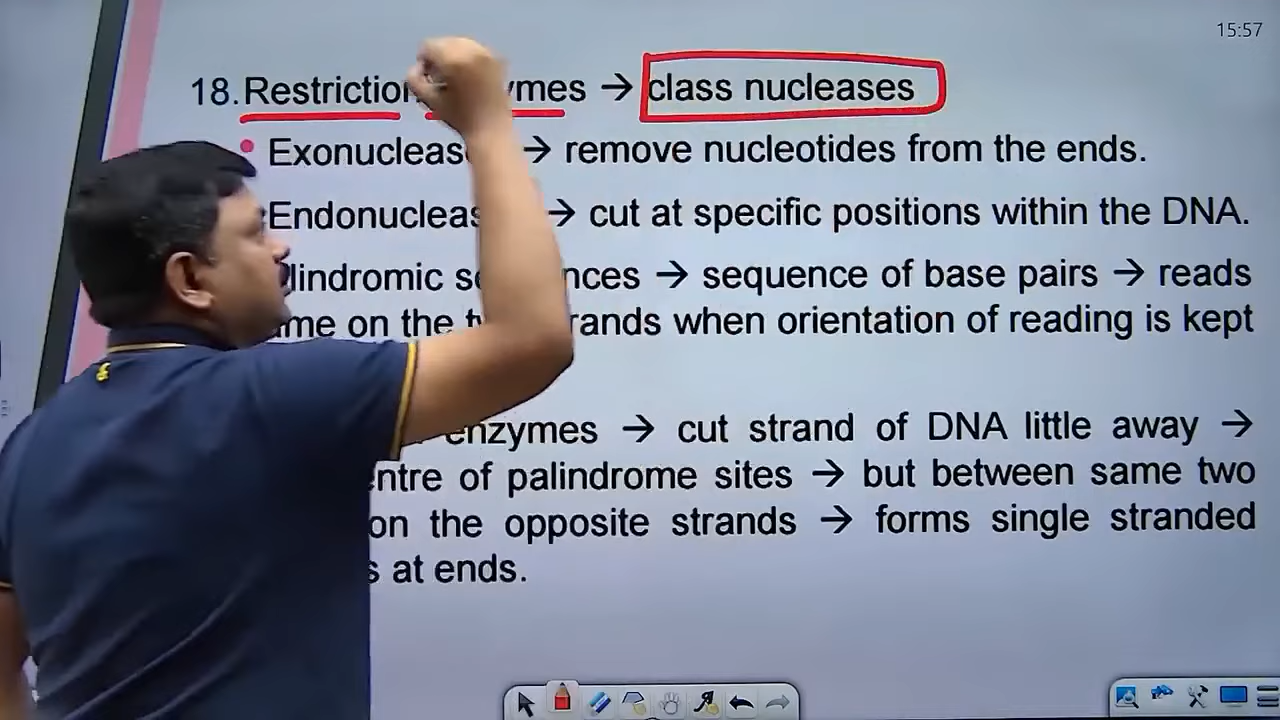 15:57
18. Restriction → class nucleases
Exonucleas → remove nucleotides from the ends.
Endonucleas → cut at specific positions within the DNA.
lindromic s nces → sequence of base pairs → reads
me on the rands when orientation of reading is kept
enzymes → cut strand of DNA little away →
ntre of palindrome sites → but between same two
on the opposite strands → forms single stranded
s at ends.